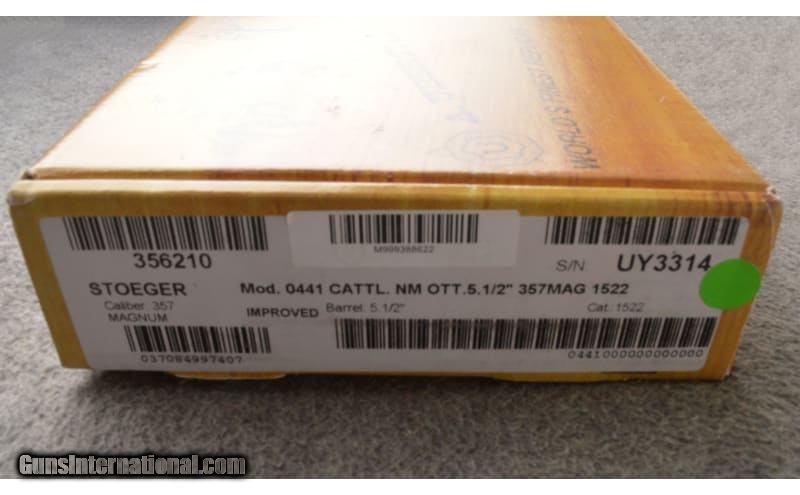 WORLD'S FINEST
A.
M999388622
356210
S/N UY3314
STOEGER
Mod. 0441 CATTL. NM OTT.5.1/2" 357MAG 1522
Caliber 357
MAGNUM
IMPROVED Barrel. 5.1/2" Cat.:1522
037084997407
0441000000000000
GunsInternational.com